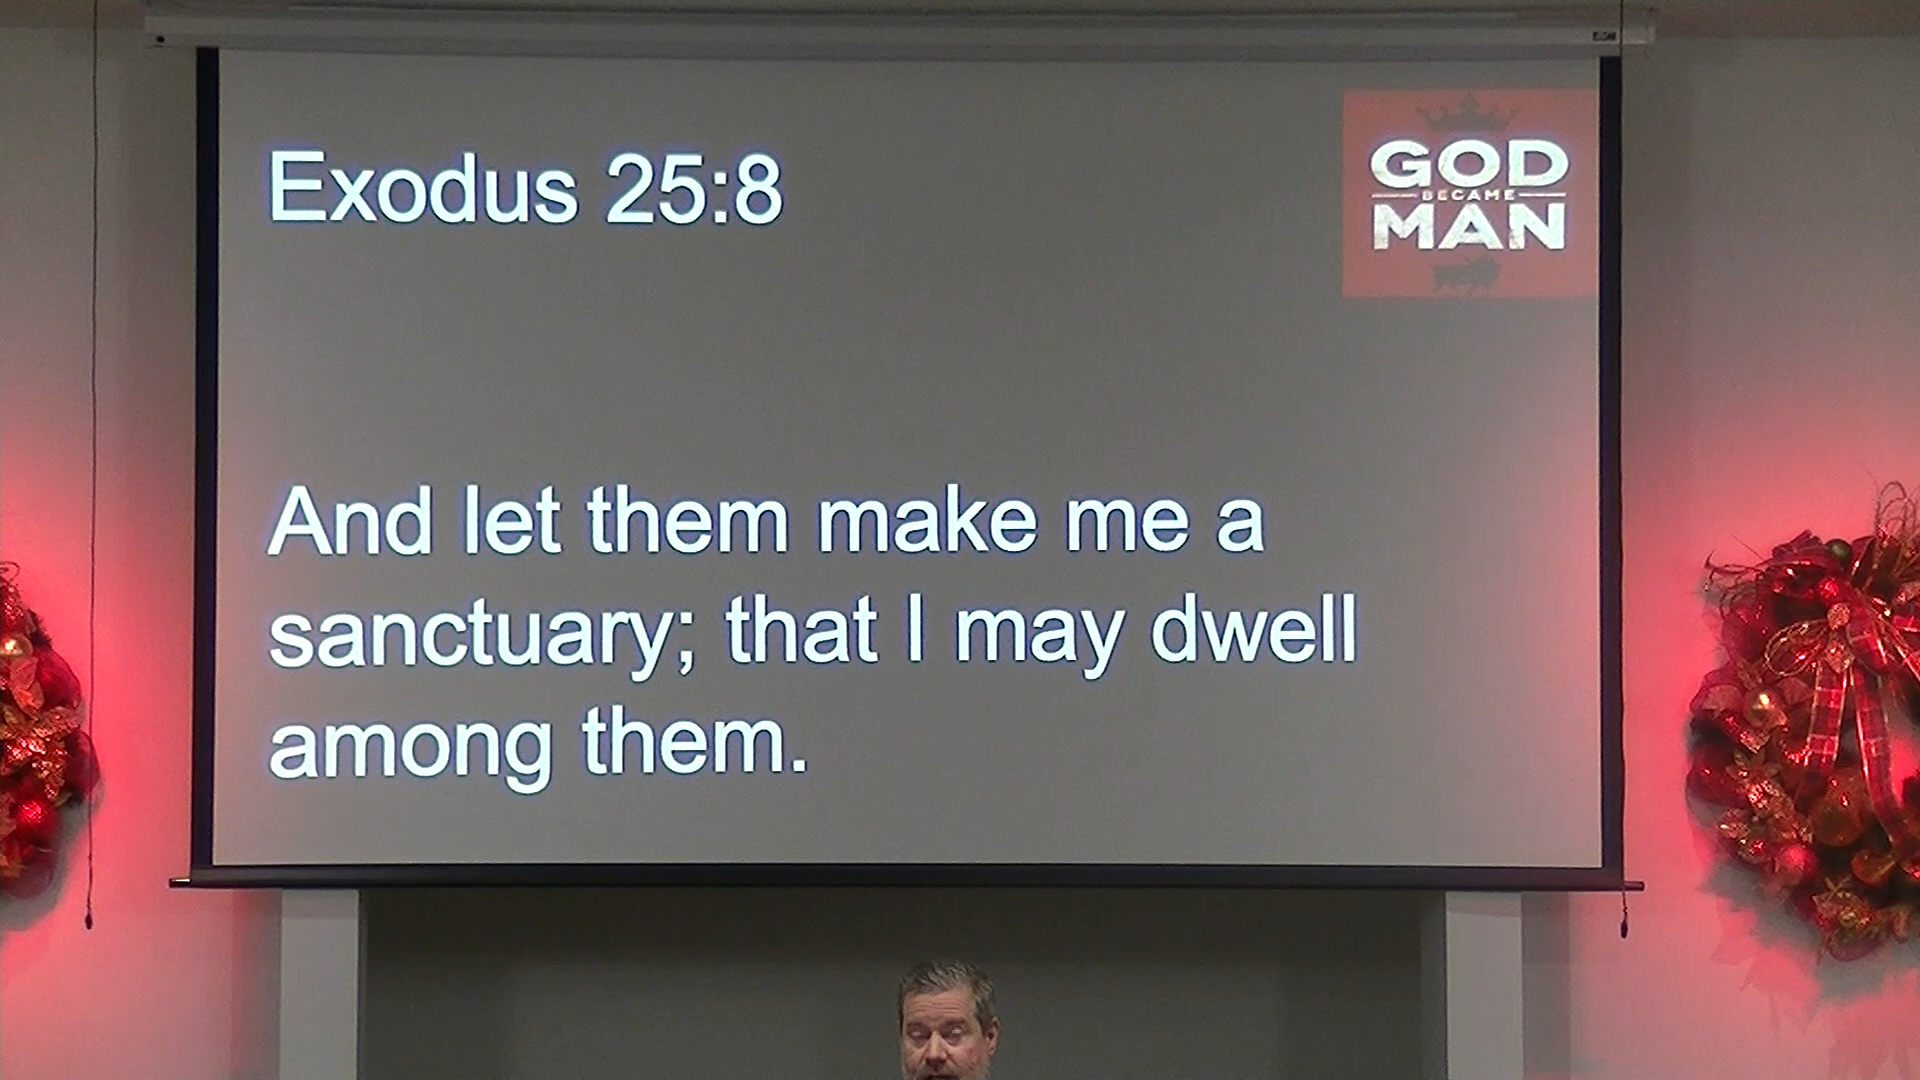 Exodus 25:8
GOD
BECAME
MAN
And let them make me a
sanctuary; that I may dwell
among them.